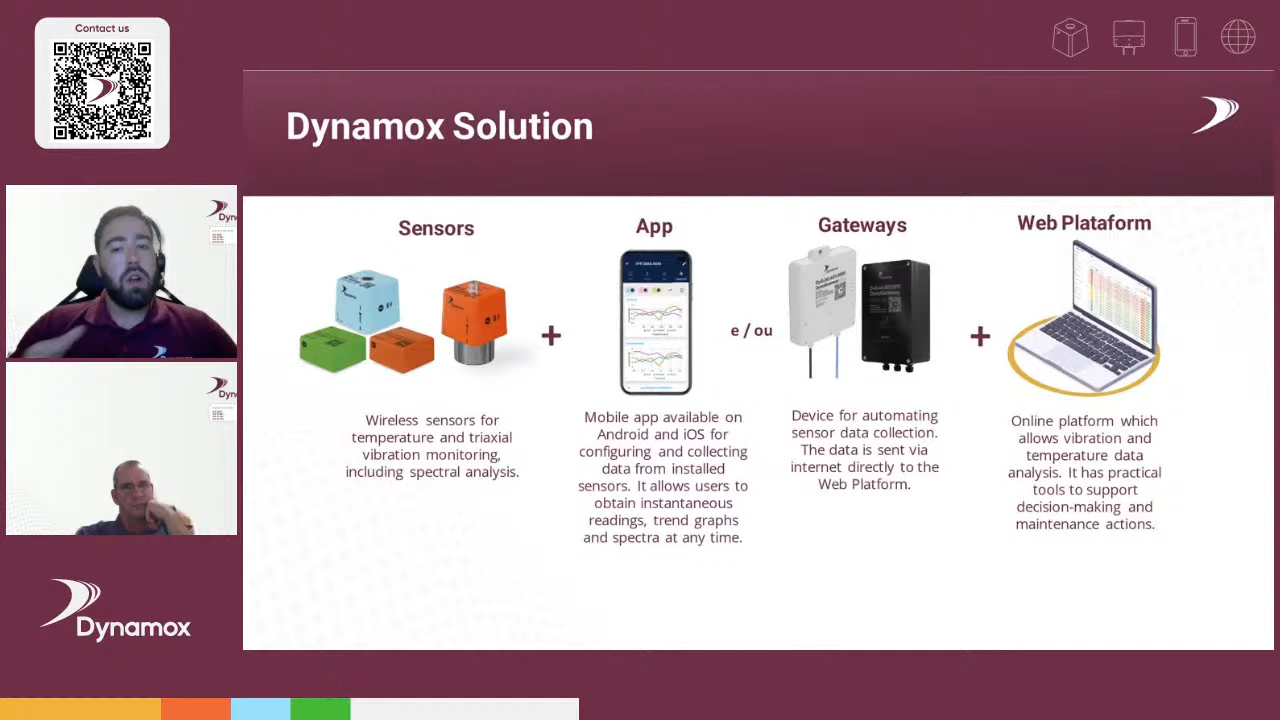 Contact us
Dynamox Solution
Sensors
App
Gateways
Web Plataform
+
e / ou
+
Wireless sensors for
temperature and triaxial
vibration monitoring,
including spectral analysis.
Mobile app available on
Android and iOS for
configuring and collecting
data from installed
sensors. It allows users to
obtain instantaneous
readings, trend graphs
and spectra at any time.
Device for automating
sensor data collection.
The data is sent via
internet directly to the
Web Platform.
Online platform which
allows vibration and
temperature data
analysis. It has practical
tools to support
decision-making and
maintenance actions.
Dynamox